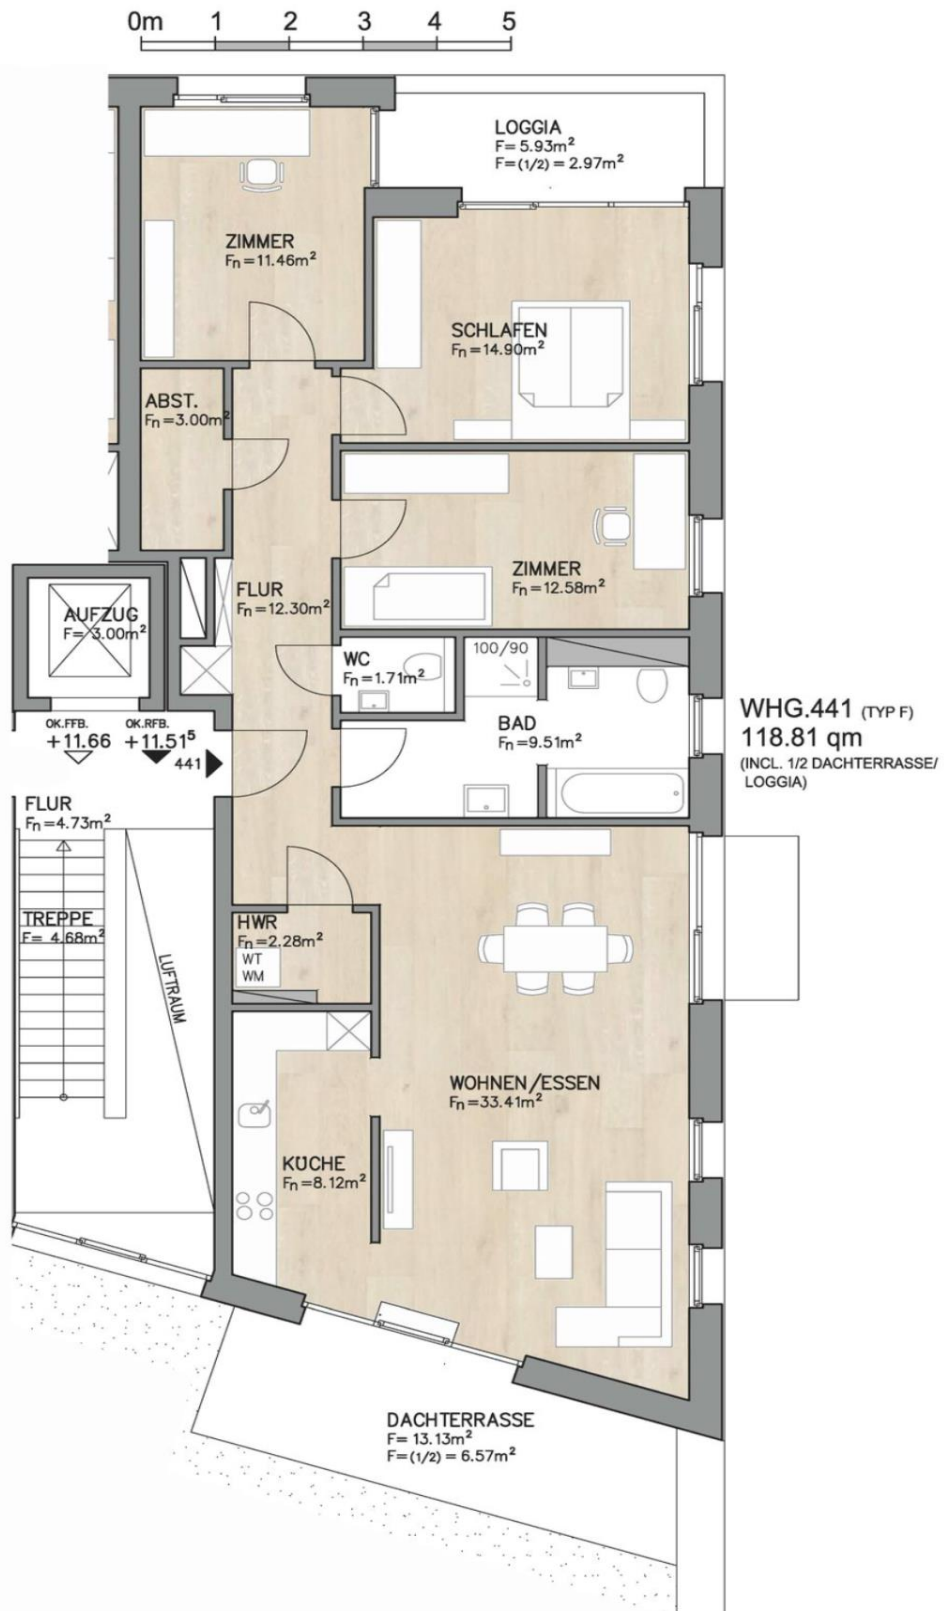 0m 1 2 3 4 5
LOGGIA
F= 5.93m²
F=(1/2) = 2.97m²
ZIMMER
Fn=11.46m²
SCHLAFEN
Fn=14.90m²
ABST.
Fn=3.00m²
ZIMMER
Fn=12.58m²
FLUR
Fn=12.30m²
AUFZUG
F= 3.00m²
WC
Fn=1.71m²
100/90
BAD
Fn=9.51m²
WHG.441 (TYP F)
118.81 qm
(INCL. 1/2 DACHTERRASSE/
LOGGIA)
OK.FFB.
+11.66
OK.RFB.
+11.51⁵
441
FLUR
Fn=4.73m²
TREPPE
F= 4.68m²
LUFTRAUM
HWR
Fn=2.28m²
WT
WM
WOHNEN/ESSEN
Fn=33.41m²
KÜCHE
Fn=8.12m²
DACHTERRASSE
F= 13.13m²
F=(1/2) = 6.57m²